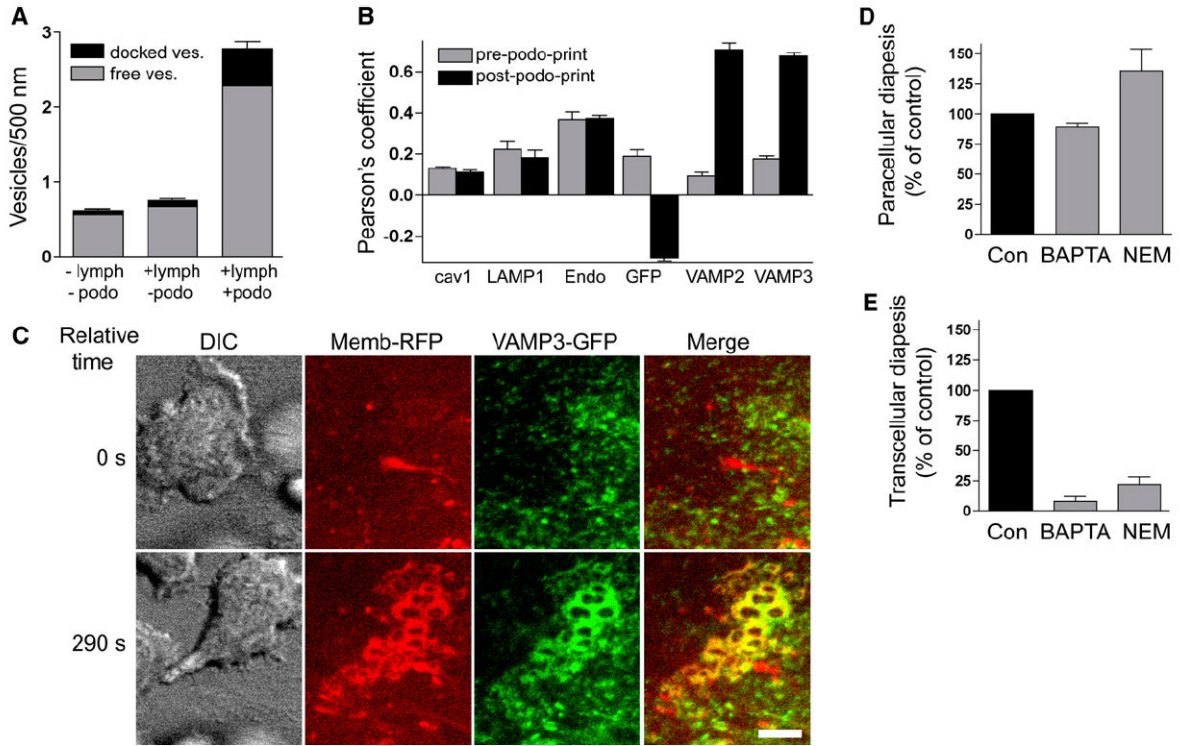 A
Vesicles/500 nm
3
2
1
0
docked ves.
free ves.
- lymph
- podo
+lymph
-podo
+lymph
+podo
B
Pearson's coefficient
0.6
0.4
0.2
0.0
-0.2
pre-podo-print
post-podo-print
cav1 LAMP1 Endo GFP VAMP2 VAMP3
C
Relative
time
DIC Memb-RFP VAMP3-GFP Merge
0 s
290 s
D
Paracellular diapesis
(% of control)
150
125
100
75
50
25
0
Con BAPTA NEM
E
Transcellular diapesis
(% of control)
150
125
100
75
50
25
0
Con BAPTA NEM